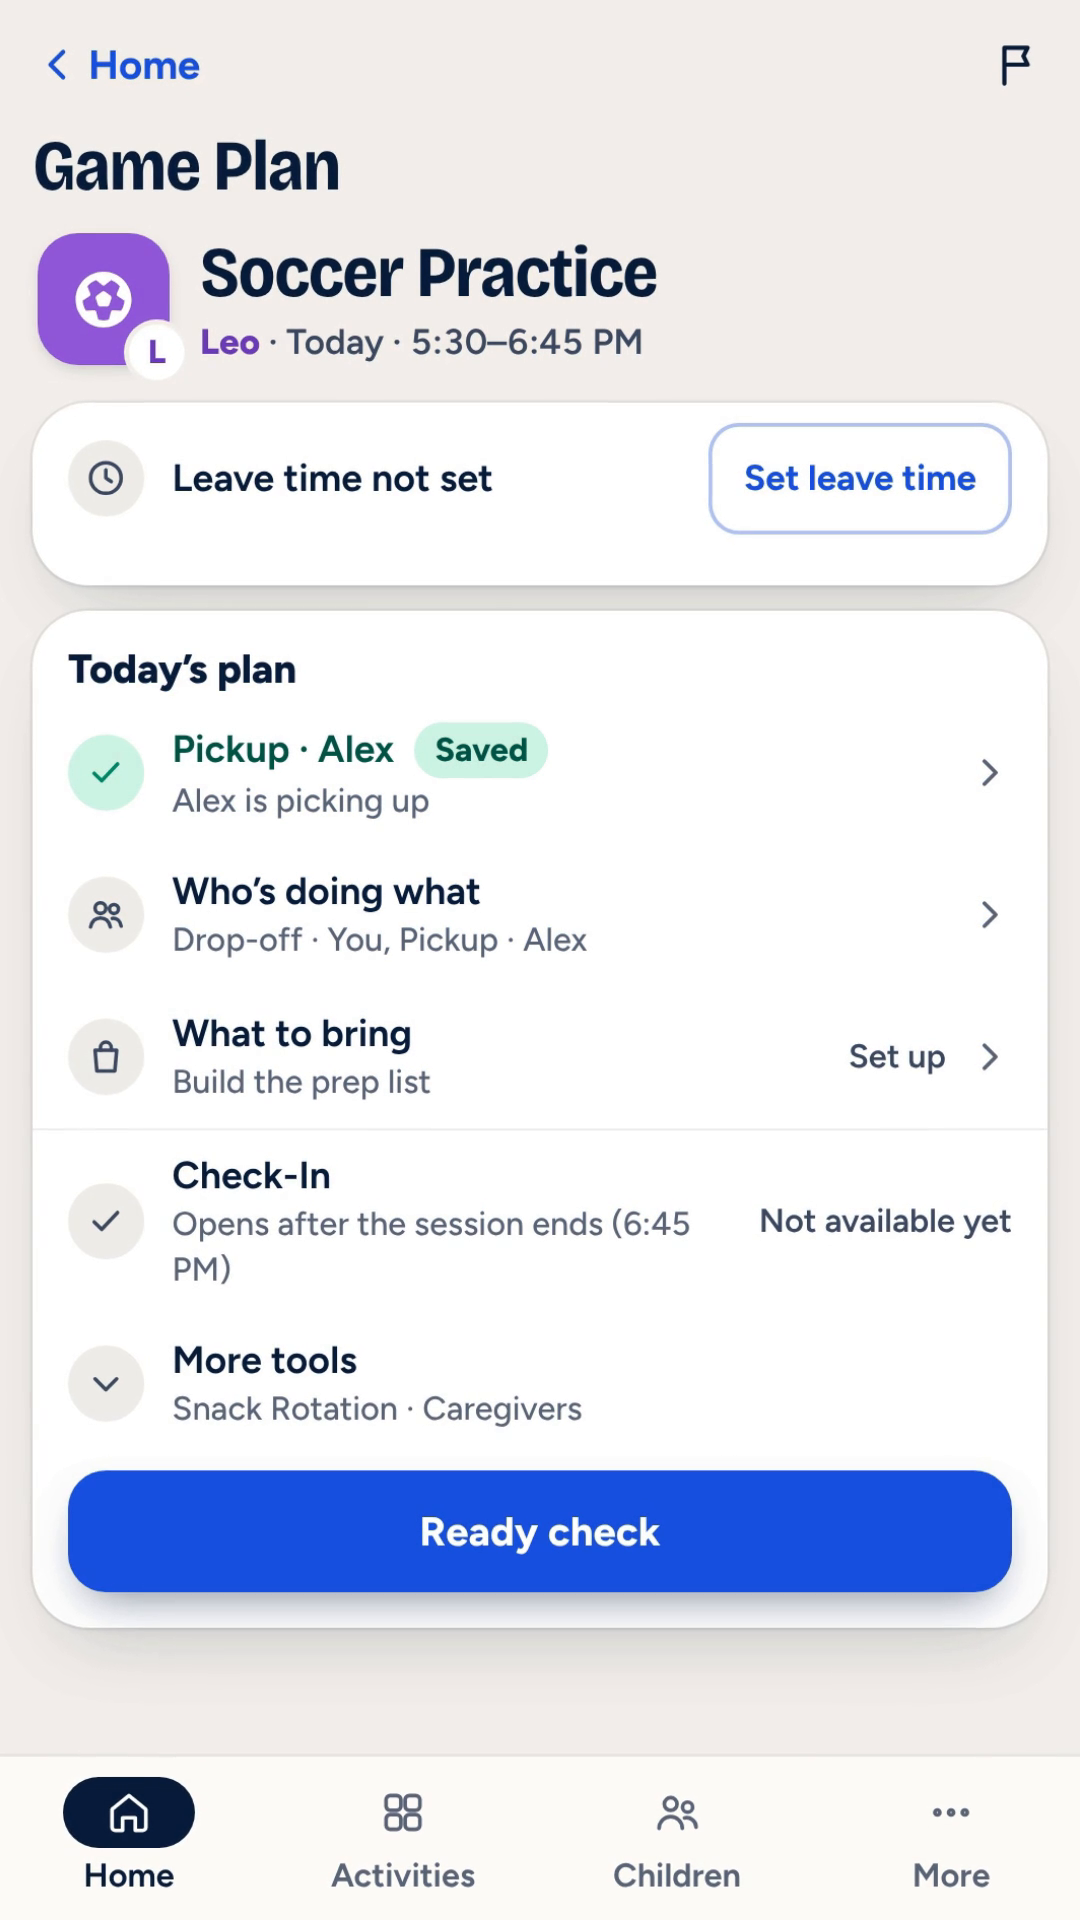 Home
Game Plan
Soccer Practice
L
Leo · Today · 5:30–6:45 PM
Leave time not set
Set leave time
Today’s plan
Pickup · Alex
Saved
Alex is picking up
Who’s doing what
Drop-off · You, Pickup · Alex
What to bring
Build the prep list
Set up
Check-In
Opens after the session ends (6:45
PM)
Not available yet
More tools
Snack Rotation · Caregivers
Ready check
Home
Activities
Children
More